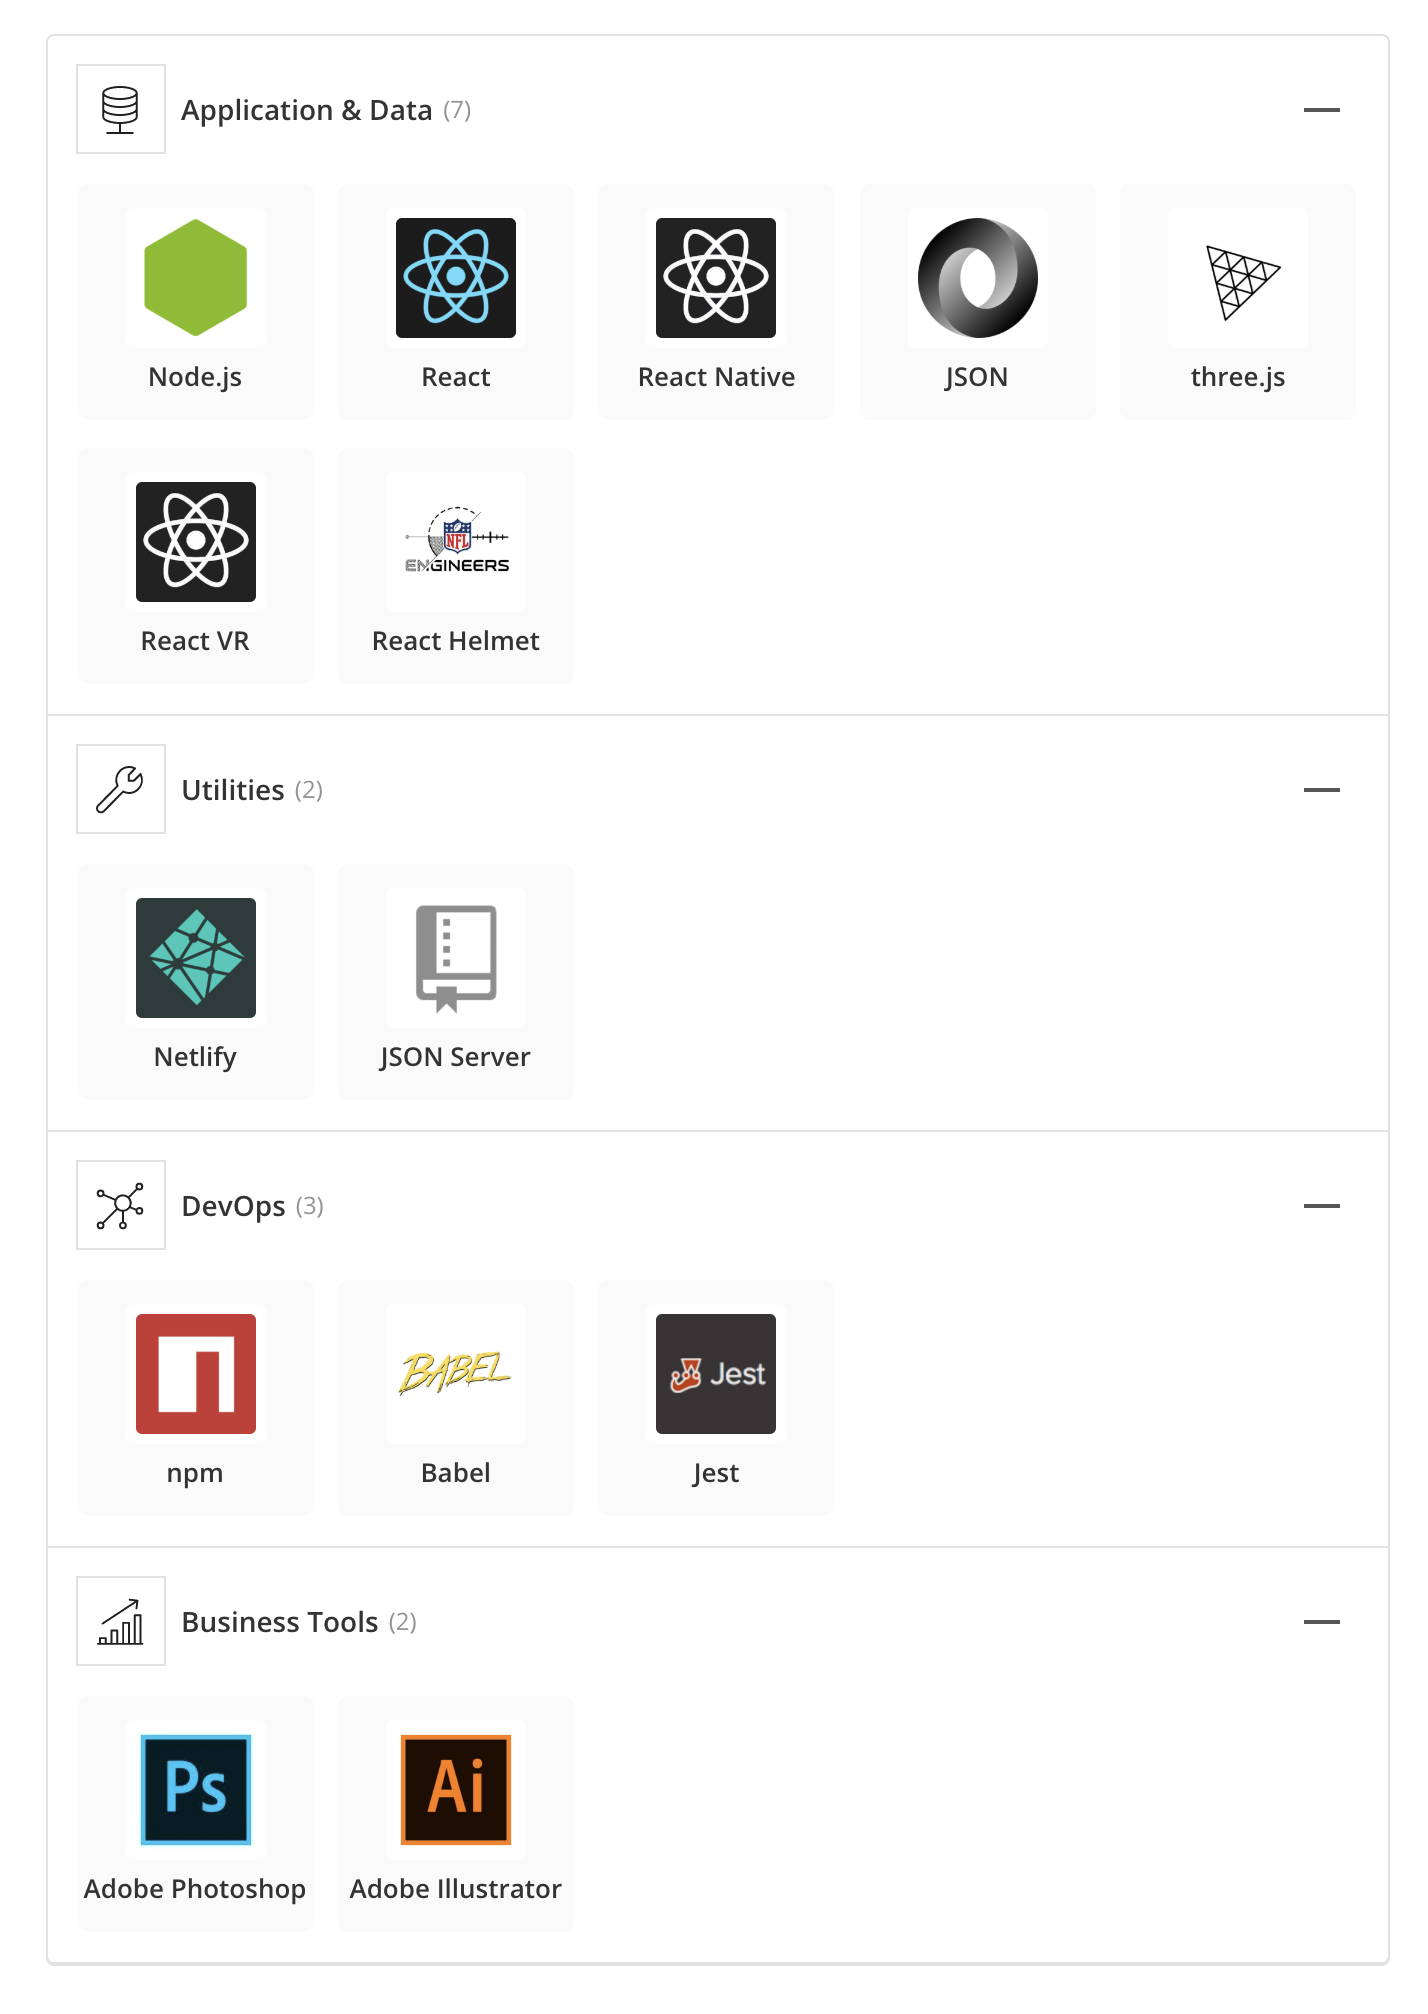 Application & Data (7)
Node.js
React
React Native
JSON
three.js
React VR
NFL
ENGINEERS
React Helmet
Utilities (2)
Netlify
JSON Server
DevOps (3)
npm
BABEL
Babel
Jest
Jest
Business Tools (2)
Ps
Adobe Photoshop
Ai
Adobe Illustrator